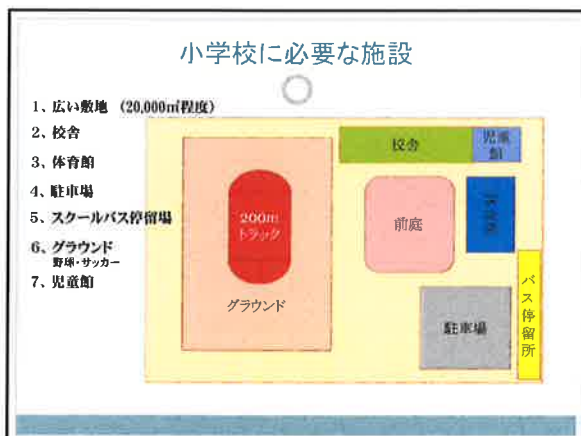 小学校に必要な施設
1、広い敷地 (20,000㎡程度)
2、校舎
3、体育館
4、駐車場
5、スクールバス停留場
6、グラウンド
野球・サッカー
7、児童館
校舎
児童
館
200m
トラック
前庭
グラウンド
駐車場
バス停留所